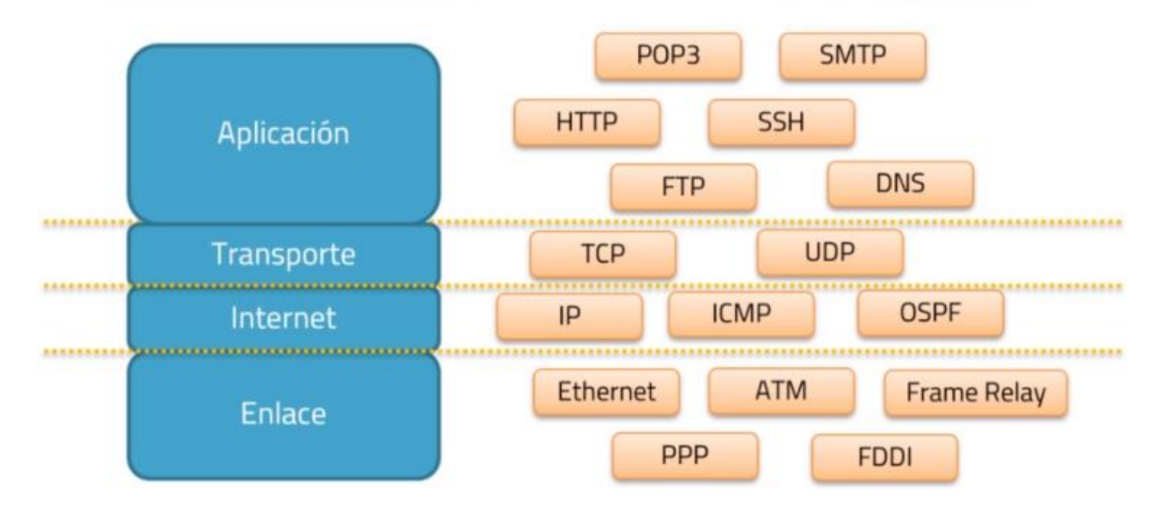 Aplicación
POP3 SMTP
HTTP SSH
FTP DNS
Transporte
TCP UDP
Internet
IP ICMP OSPF
Enlace
Ethernet ATM Frame Relay
PPP FDDI